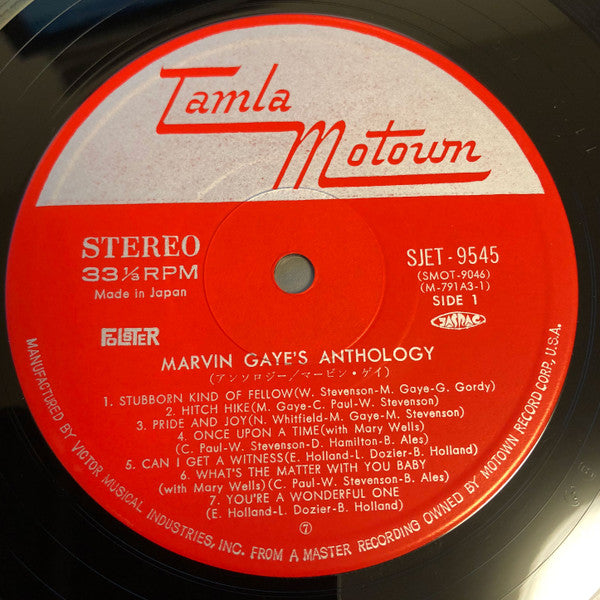 Tamla
Motown
STEREO
33 1/3 RPM
Made in Japan
SJET - 9545
(SMOT-9046)
(M-791A3-1)
SIDE 1
JASRAC
MARVIN GAYE'S ANTHOLOGY
(アンソロジー/マービン・ゲイ)
1. STUBBORN KIND OF FELLOW(W. Stevenson-M. Gaye-G. Gordy)
2. HITCH HIKE(M. Gaye-C. Paul-W. Stevenson)
3. PRIDE AND JOY(N. Whitfield-M. Gaye-M. Stevenson)
4. ONCE UPON A TIME(with Mary Wells)
(C. Paul-W. Stevenson-D. Hamilton-B. Ales)
5. CAN I GET A WITNESS(E. Holland-L. Dozier-B. Holland)
6. WHAT'S THE MATTER WITH YOU BABY
(with Mary Wells)(C. Paul-W. Stevenson-B. Ales)
7. YOU'RE A WONDERFUL ONE
(E. Holland-L. Dozier-B. Holland)
⑦
MANUFACTURED BY VICTOR MUSICAL INDUSTRIES, INC. FROM A MASTER RECORDING OWNED BY MOTOWN RECORD CORP., U.S.A.